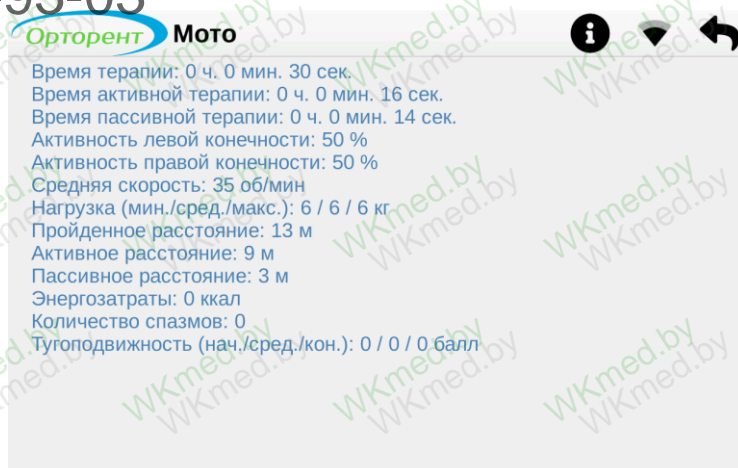 Орторент Мото
Время терапии: 0 ч. 0 мин. 30 сек.
Время активной терапии: 0 ч. 0 мин. 16 сек.
Время пассивной терапии: 0 ч. 0 мин. 14 сек.
Активность левой конечности: 50 %
Активность правой конечности: 50 %
Средняя скорость: 35 об/мин
Нагрузка (мин./сред./макс.): 6 / 6 / 6 кг
Пройденное расстояние: 13 м
Активное расстояние: 9 м
Пассивное расстояние: 3 м
Энергозатраты: 0 ккал
Количество спазмов: 0
Тугоподвижность (нач./сред./кон.): 0 / 0 / 0 балл
WKmed.by